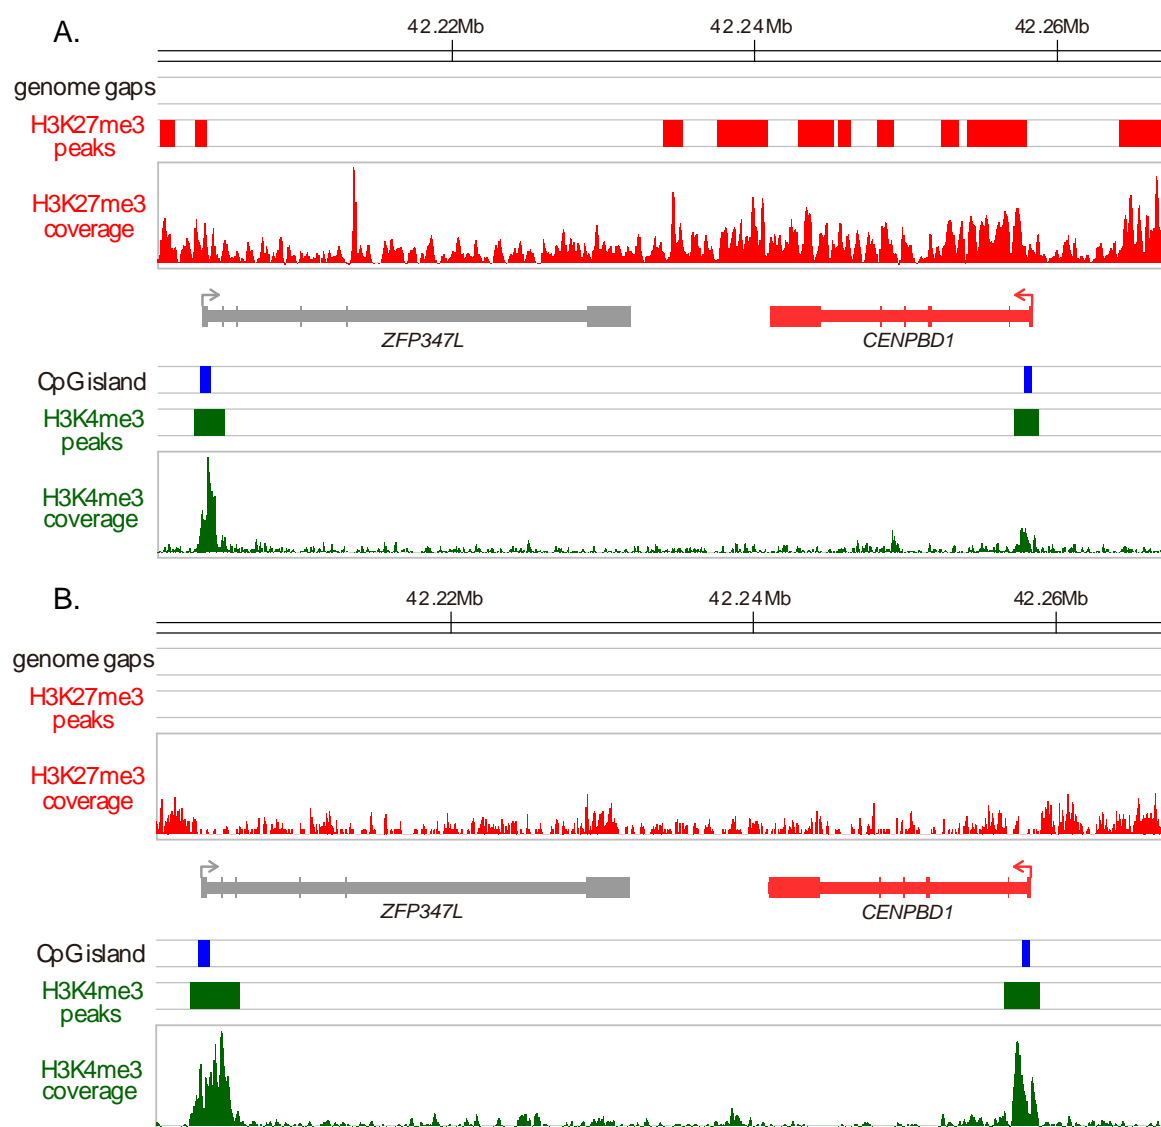 A.
42.22Mb 42.24Mb 42.26Mb
genome gaps
H3K27me3
peaks
H3K27me3
coverage
ZFP347L CENPBD1
CpG island
H3K4me3
peaks
H3K4me3
coverage
B.
42.22Mb 42.24Mb 42.26Mb
genome gaps
H3K27me3
peaks
H3K27me3
coverage
ZFP347L CENPBD1
CpG island
H3K4me3
peaks
H3K4me3
coverage